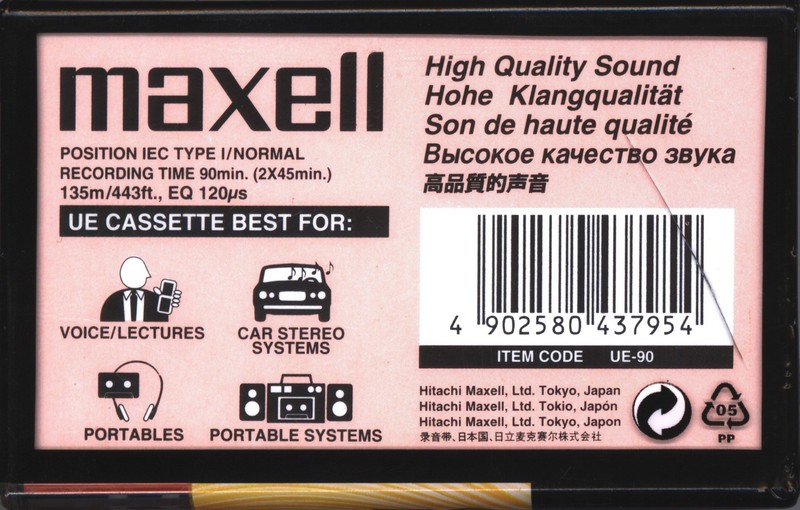 maxell
POSITION IEC TYPE I/NORMAL
RECORDING TIME 90min. (2X45min.)
135m/443ft., EQ 120µs
UE CASSETTE BEST FOR:
VOICE/LECTURES
CAR STEREO
SYSTEMS
PORTABLES
PORTABLE SYSTEMS
High Quality Sound
Hohe Klangqualität
Son de haute qualité
Высокое качество звука
高品質的声音
4 902580 437954
ITEM CODE UE-90
Hitachi Maxell, Ltd. Tokyo, Japan
Hitachi Maxell, Ltd. Tokio, Japón
Hitachi Maxell, Ltd. Tokyo, Japon
录音带、日本国、日立麦克赛尔株式会社
05
PP